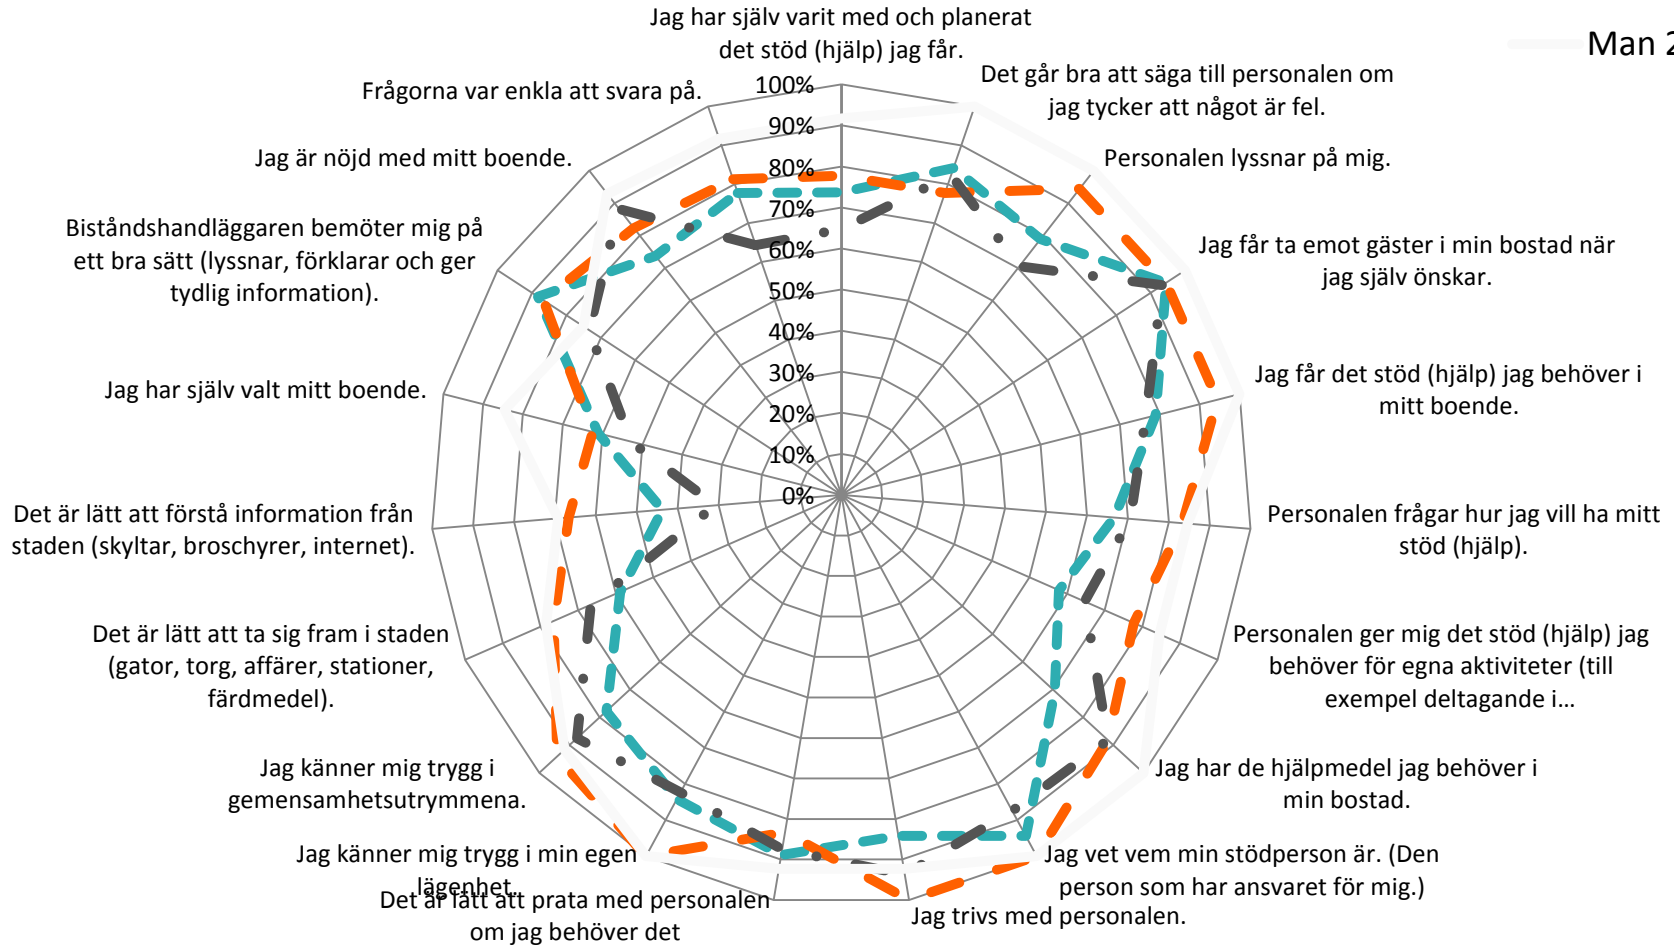 Jag har själv varit med och planerat
det stöd (hjälp) jag får.
Man 2
Det går bra att säga till personalen om
jag tycker att något är fel.
Frågorna var enkla att svara på.
100%
90%
80%
70%
60%
50%
40%
30%
20%
10%
0%
Personalen lyssnar på mig.
Jag är nöjd med mitt boende.
Biståndshandläggaren bemöter mig på
ett bra sätt (lyssnar, förklarar och ger
tydlig information).
Jag får ta emot gäster i min bostad när
jag själv önskar.
Jag har själv valt mitt boende.
Jag får det stöd (hjälp) jag behöver i
mitt boende.
Det är lätt att förstå information från
staden (skyltar, broschyrer, internet).
Personalen frågar hur jag vill ha mitt
stöd (hjälp).
Det är lätt att ta sig fram i staden
(gator, torg, affärer, stationer,
färdmedel).
Personalen ger mig det stöd (hjälp) jag
behöver för egna aktiviteter (till
exempel deltagande i…
Jag känner mig trygg i
gemensamhetsutrymmena.
Jag har de hjälpmedel jag behöver i
min bostad.
Jag känner mig trygg i min egen
lägenhet.
Jag vet vem min stödperson är. (Den
person som har ansvaret för mig.)
Det är lätt att prata med personalen
om jag behöver det
Jag trivs med personalen.